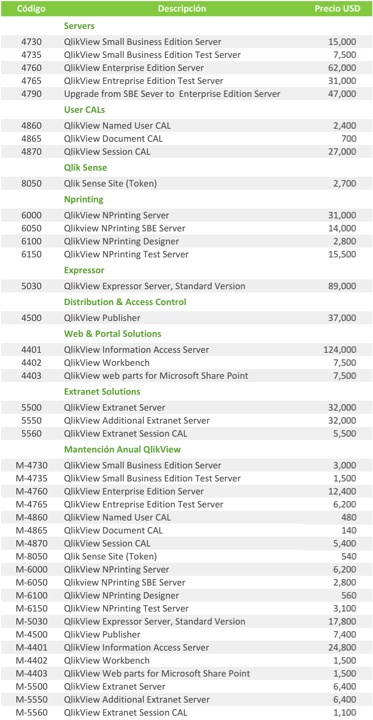 Código Descripción Precio USD
Servers
4730 QlikView Small Business Edition Server 15,000
4735 QlikView Small Business Edition Test Server 7,500
4760 QlikView Enterprise Edition Server 62,000
4765 QlikView Entreprise Edition Test Server 31,000
4790 Upgrade from SBE Sever to Enterprise Edition Server 47,000
User CALs
4860 QlikView Named User CAL 2,400
4865 QlikView Document CAL 700
4870 QlikView Session CAL 27,000
Qlik Sense
8050 Qlik Sense Site (Token) 2,700
Nprinting
6000 QlikView NPrinting Server 31,000
6050 Qlikview NPrinting SBE Server 14,000
6100 QlikView NPrinting Designer 2,800
6150 QlikView NPrinting Test Server 15,500
Expressor
5030 QlikView Expressor Server, Standard Version 89,000
Distribution & Access Control
4500 QlikView Publisher 37,000
Web & Portal Solutions
4401 QlikView Information Access Server 124,000
4402 QlikView Workbench 7,500
4403 QlikView web parts for Microsoft Share Point 7,500
Extranet Solutions
5500 QlikView Extranet Server 32,000
5550 QlikView Additional Extranet Server 32,000
5560 QlikView Extranet Session CAL 5,500
Mantención Anual QlikView
M-4730 QlikView Small Business Edition Server 3,000
M-4735 QlikView Small Business Edition Test Server 1,500
M-4760 QlikView Enterprise Edition Server 12,400
M-4765 QlikView Entreprise Edition Test Server 6,200
M-4860 QlikView Named User CAL 480
M-4865 QlikView Document CAL 140
M-4870 QlikView Session CAL 5,400
M-8050 Qlik Sense Site (Token) 540
M-6000 QlikView NPrinting Server 6,200
M-6050 Qlikview NPrinting SBE Server 2,800
M-6100 QlikView NPrinting Designer 560
M-6150 QlikView NPrinting Test Server 3,100
M-5030 QlikView Expressor Server, Standard Version 17,800
M-4500 QlikView Publisher 7,400
M-4401 QlikView Information Access Server 24,800
M-4402 QlikView Workbench 1,500
M-4403 QlikView Web parts for Microsoft Share Point 1,500
M-5500 QlikView Extranet Server 6,400
M-5550 QlikView Additional Extranet Server 6,400
M-5560 QlikView Extranet Session CAL 1,100